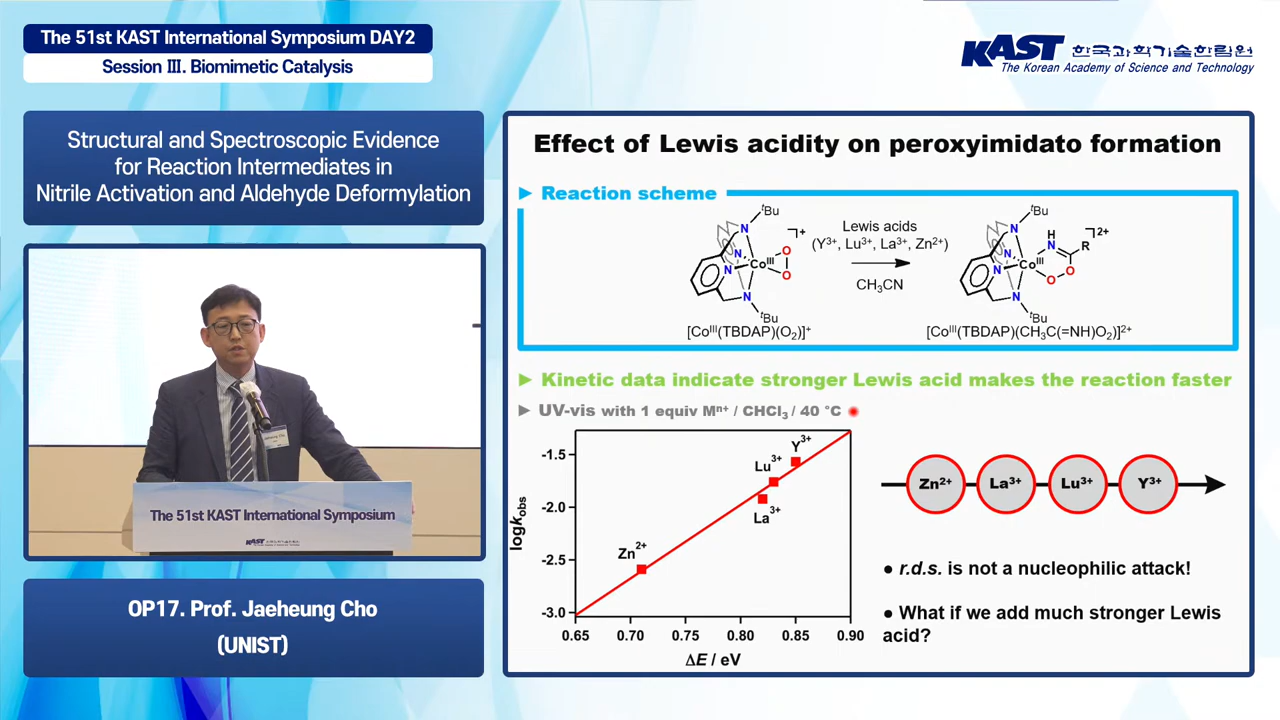 The 51st KAST International Symposium DAY2
Session Ⅲ. Biomimetic Catalysis
KAST 한국과학기술한림원
The Korean Academy of Science and Technology
Structural and Spectroscopic Evidence
for Reaction Intermediates in
Nitrile Activation and Aldehyde Deformylation
The 51st KAST International Symposium
KAST
OP17. Prof. Jaeheung Cho
(UNIST)
Effect of Lewis acidity on peroxyimidato formation
► Reaction scheme
ᵗBu
N
N
N
N
Coᴵᴵᴵ
O
O
⁺
ᵗBu
[Coᴵᴵᴵ(TBDAP)(O₂)]⁺
Lewis acids
(Y³⁺, Lu³⁺, La³⁺, Zn²⁺)
CH₃CN
ᵗBu
N
N
N
N
Coᴵᴵᴵ
H
N
R
O
O
²⁺
ᵗBu
[Coᴵᴵᴵ(TBDAP)(CH₃C(=NH)O₂)]²⁺
► Kinetic data indicate stronger Lewis acid makes the reaction faster
► UV-vis with 1 equiv Mⁿ⁺ / CHCl₃ / 40 °C
logk_obs
-1.5
-2.0
-2.5
-3.0
Y³⁺
Lu³⁺
La³⁺
Zn²⁺
0.65 0.70 0.75 0.80 0.85 0.90
ΔE / eV
Zn²⁺ La³⁺ Lu³⁺ Y³⁺
● r.d.s. is not a nucleophilic attack!
● What if we add much stronger Lewis
acid?